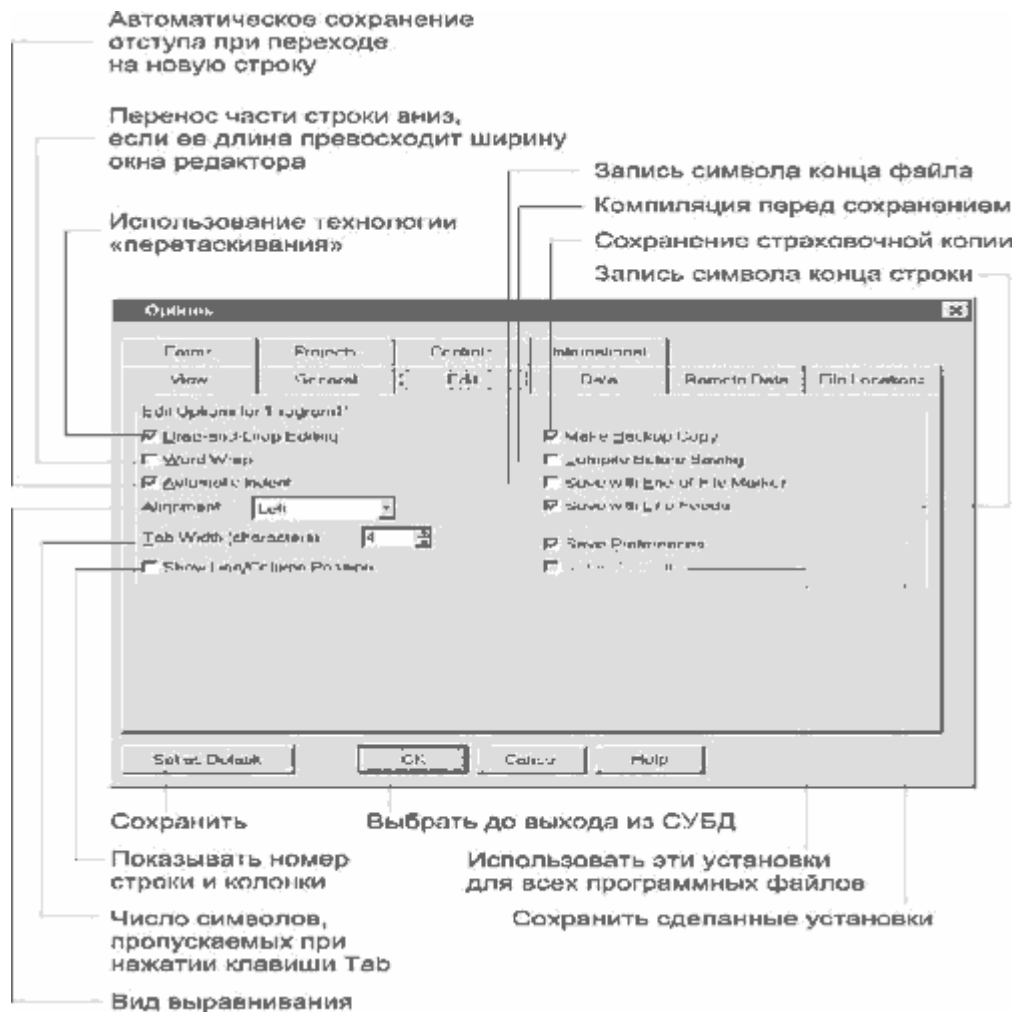 Автоматическое сохранение
отступа при переходе
на новую строку
Перенос части строки вниз,
если ее длина превосходит ширину
окна редактора
Использование технологии
«перетаскивания»
Запись символа конца файла
Компиляция перед сохранением
Сохранение страховочной копии
Запись символа конца строки
Options
Forms Projects Controls International
View General Edit Data Remote Data File Locations
Edit Options for 'Program1'
Drag-and-Drop Editing
Word Wrap
Automatic Indent
Alignment: Left
Tab Width (characters): 4
Show Line/Column Position
Make Backup Copy
Compile Before Saving
Save with End of File Marker
Save with Line Feeds
Save Preferences
Set as Default OK Cancel Help
Сохранить
Выбрать до выхода из СУБД
Показывать номер
строки и колонки
Использовать эти установки
для всех программных файлов
Число символов,
пропускаемых при
нажатии клавиши Tab
Сохранить сделанные установки
Вид выравнивания